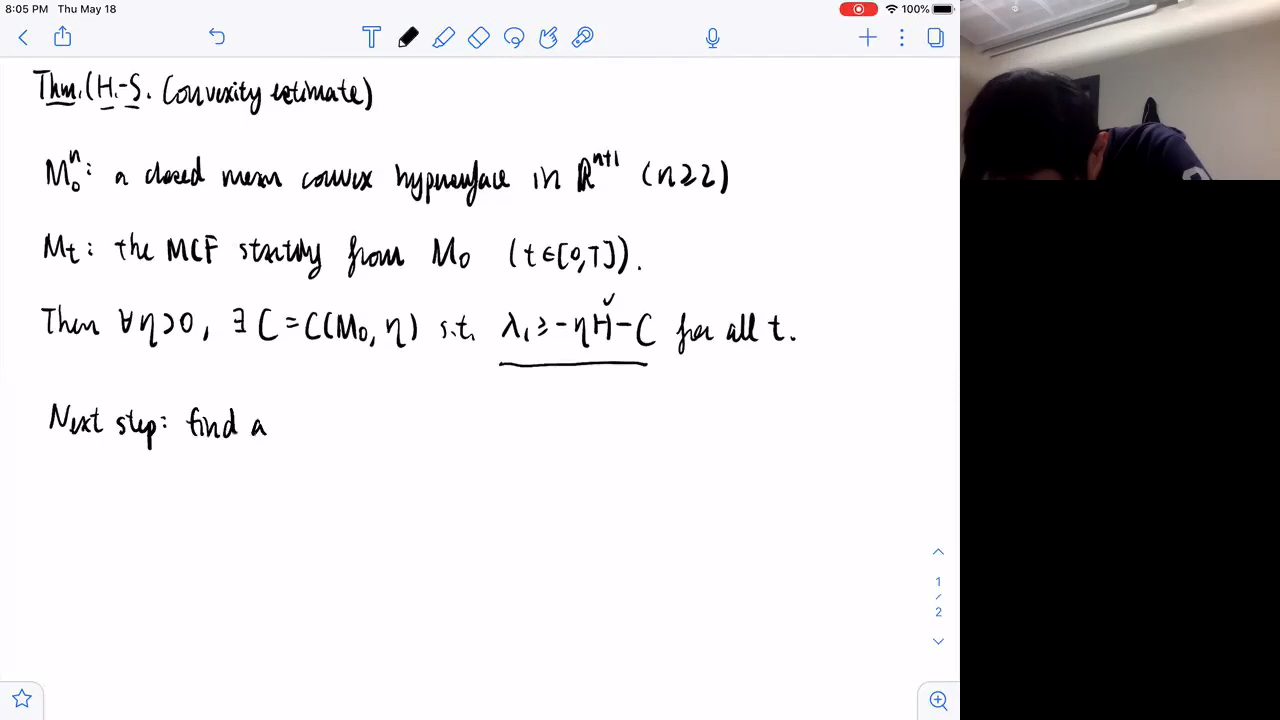 8:05 PM Thu May 18
100%
Thm. (H.-S. Convexity estimate)
M₀ⁿ: a closed mean convex hypersurface in ℝⁿ⁺¹ (n≥2)
Mt: the MCF starting from M₀ (t∈[0,T]).
Then ∀η>0, ∃ C=C(M₀, η) s.t. λ₁≥-ηH-C for all t.
Next step: find a
1
/
2